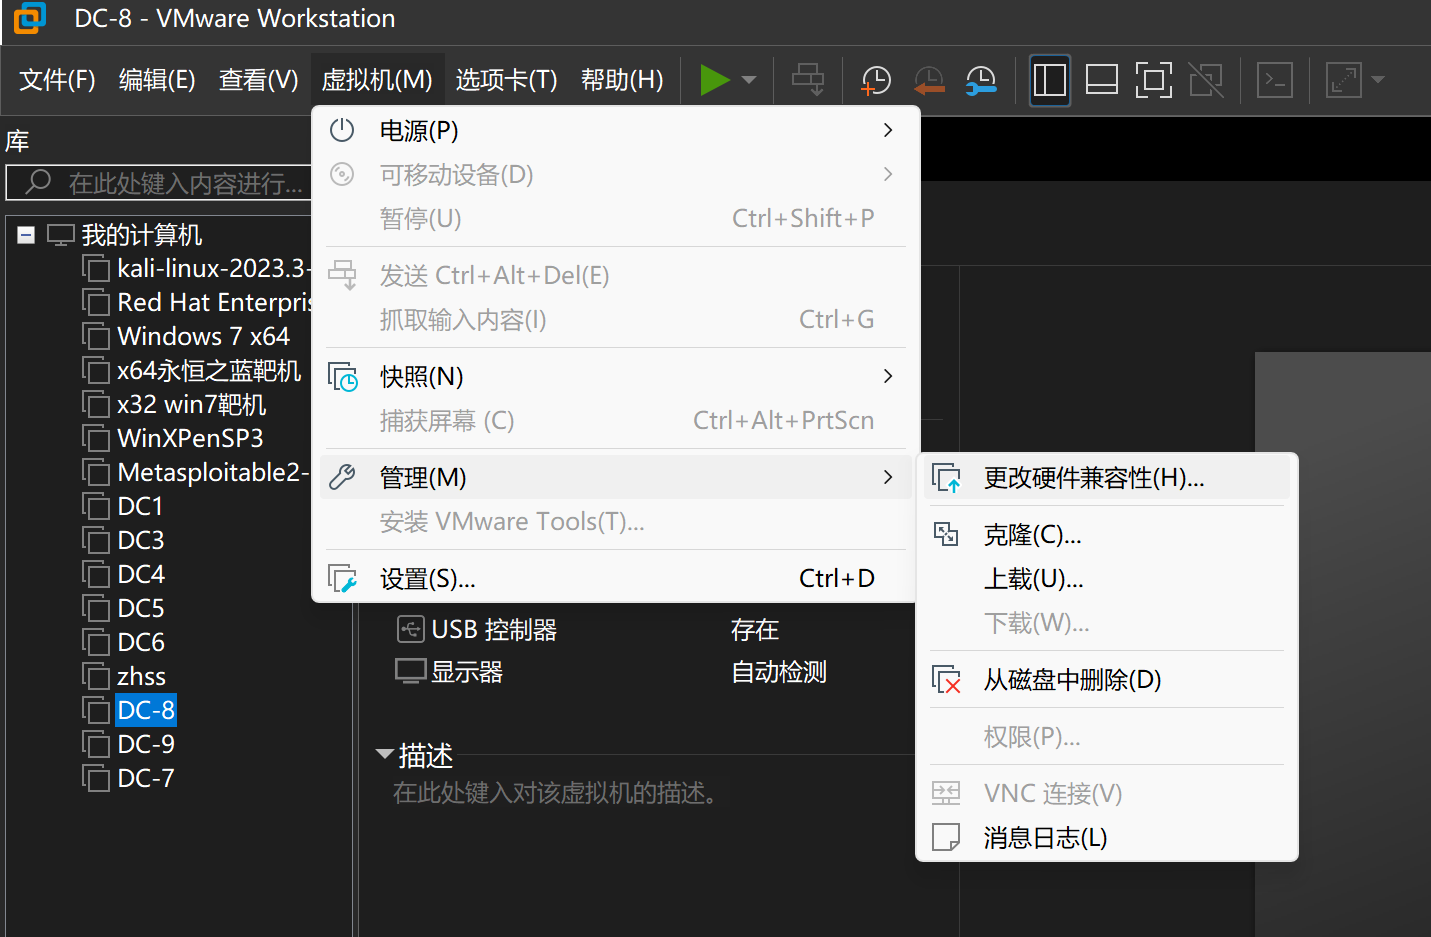 DC-8 - VMware Workstation
文件(F) 编辑(E) 查看(V) 虚拟机(M) 选项卡(T) 帮助(H)
库
在此处键入内容进行...
我的计算机
kali-linux-2023.3-
Red Hat Enterpris
Windows 7 x64
x64永恒之蓝靶机
x32 win7靶机
WinXPenSP3
Metasploitable2-
DC1
DC3
DC4
DC5
DC6
zhss
DC-8
DC-9
DC-7
电源(P)
可移动设备(D)
暂停(U) Ctrl+Shift+P
发送 Ctrl+Alt+Del(E)
抓取输入内容(I) Ctrl+G
快照(N)
捕获屏幕 (C) Ctrl+Alt+PrtScn
管理(M)
安装 VMware Tools(T)...
设置(S)... Ctrl+D
更改硬件兼容性(H)...
克隆(C)...
上载(U)...
下载(W)...
从磁盘中删除(D)
权限(P)...
VNC 连接(V)
消息日志(L)
USB 控制器 存在
显示器 自动检测
描述
在此处键入对该虚拟机的描述。